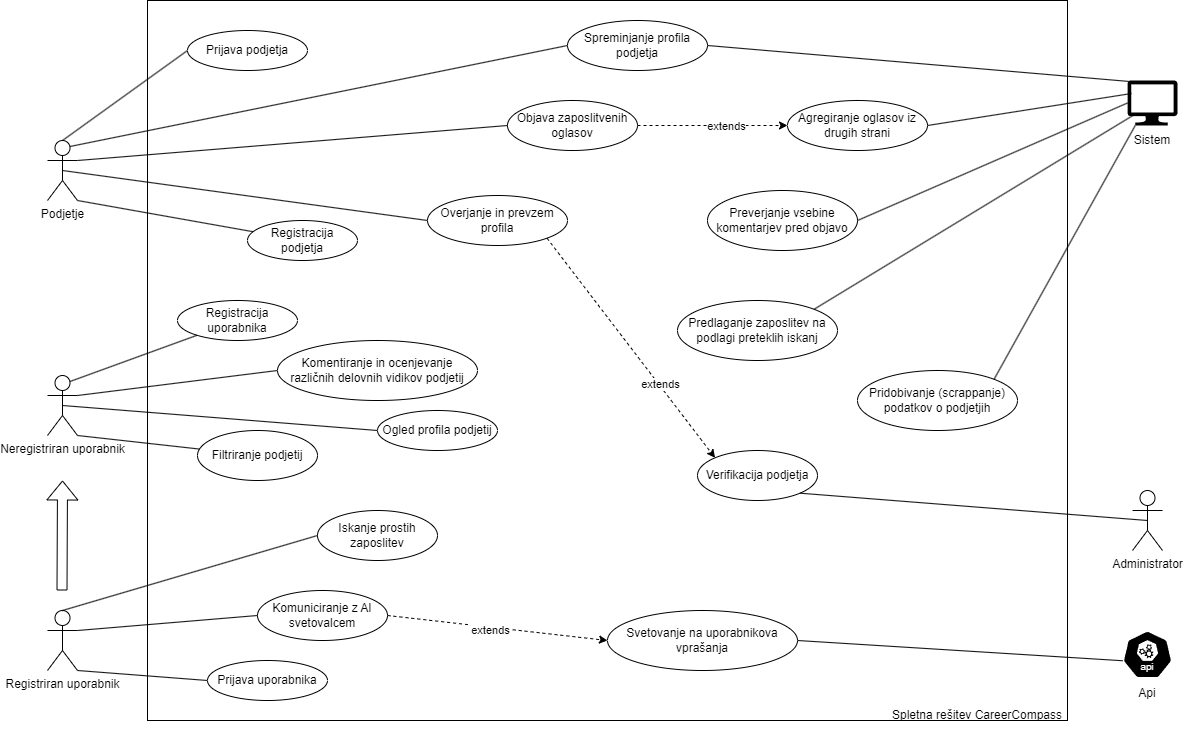 Prijava podjetja
Spreminjanje profila
podjetja
Objava zaposlitvenih
oglasov
extends
Agregiranje oglasov iz
drugih strani
Sistem
Podjetje
Overjanje in prevzem
profila
Preverjanje vsebine
komentarjev pred objavo
Registracija
podjetja
Registracija
uporabnika
Predlaganje zaposlitev na
podlagi preteklih iskanj
Komentiranje in ocenjevanje
različnih delovnih vidikov podjetij
extends
Pridobivanje (scrappanje)
podatkov o podjetjih
Ogled profila podjetij
Neregistriran uporabnik
Filtriranje podjetij
Verifikacija podjetja
Iskanje prostih
zaposlitev
Administrator
Komuniciranje z AI
svetovalcem
extends
Svetovanje na uporabnikova
vprašanja
api
Registriran uporabnik
Prijava uporabnika
Api
Spletna rešitev CareerCompass